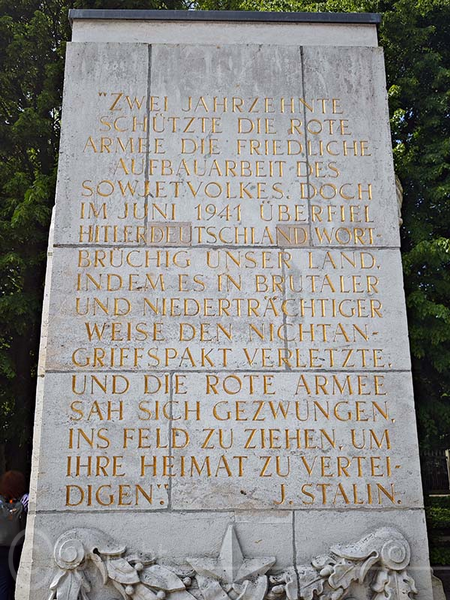 "ZWEI JAHRZEHNTE
SCHÜTZTE DIE ROTE
ARMEE DIE FRIEDLICHE
AUFBAUARBEIT DES
SOWJETVOLKES. DOCH
IM JUNI 1941 ÜBERFIEL
HITLERDEUTSCHLAND WORT-
BRÜCHIG UNSER LAND,
INDEM ES IN BRUTALER
UND NIEDERTRÄCHTIGER
WEISE DEN NICHTAN-
GRIFFSPAKT VERLETZTE,
UND DIE ROTE ARMEE
SAH SICH GEZWUNGEN,
INS FELD ZU ZIEHEN, UM
IHRE HEIMAT ZU VERTEI-
DIGEN". J. STALIN.